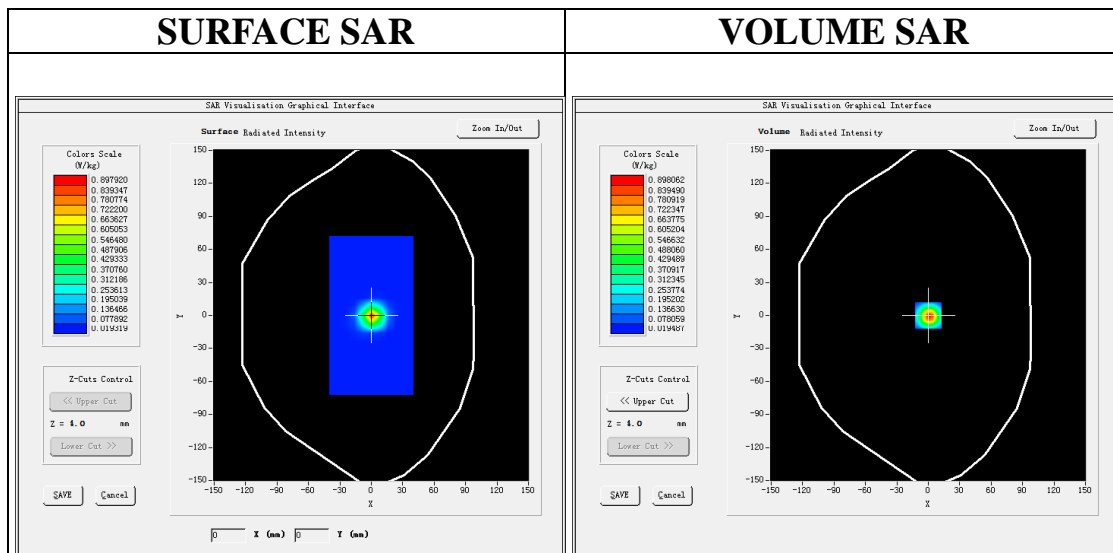 SURFACE SAR
SAR Visualisation Graphical Interface
Surface Radiated Intensity
Zoom In/Out
Colors Scale
(W/kg)
0.897920
0.839347
0.780774
0.722200
0.663627
0.605053
0.546480
0.487906
0.429333
0.370760
0.312186
0.253613
0.195039
0.136466
0.077892
0.019319
Z-Cuts Control
<< Upper Cut
Z = 4.0 mm
Lower Cut >>
SAVE Cancel
150
120
90
60
30
0
-30
-60
-90
-120
-150
Y
-150 -120 -90 -60 -30 0 30 60 90 120 150
X
0 X (mm) 0 Y (mm)
VOLUME SAR
SAR Visualisation Graphical Interface
Volume Radiated Intensity
Zoom In/Out
Colors Scale
(W/kg)
0.898062
0.839490
0.780919
0.722347
0.663775
0.605204
0.546632
0.488060
0.429489
0.370917
0.312345
0.253774
0.195202
0.136630
0.078059
0.019487
Z-Cuts Control
<< Upper Cut
Z = 4.0 mm
Lower Cut >>
SAVE Cancel
150
120
90
60
30
0
-30
-60
-90
-120
-150
Y
-150 -120 -90 -60 -30 0 30 60 90 120 150
X